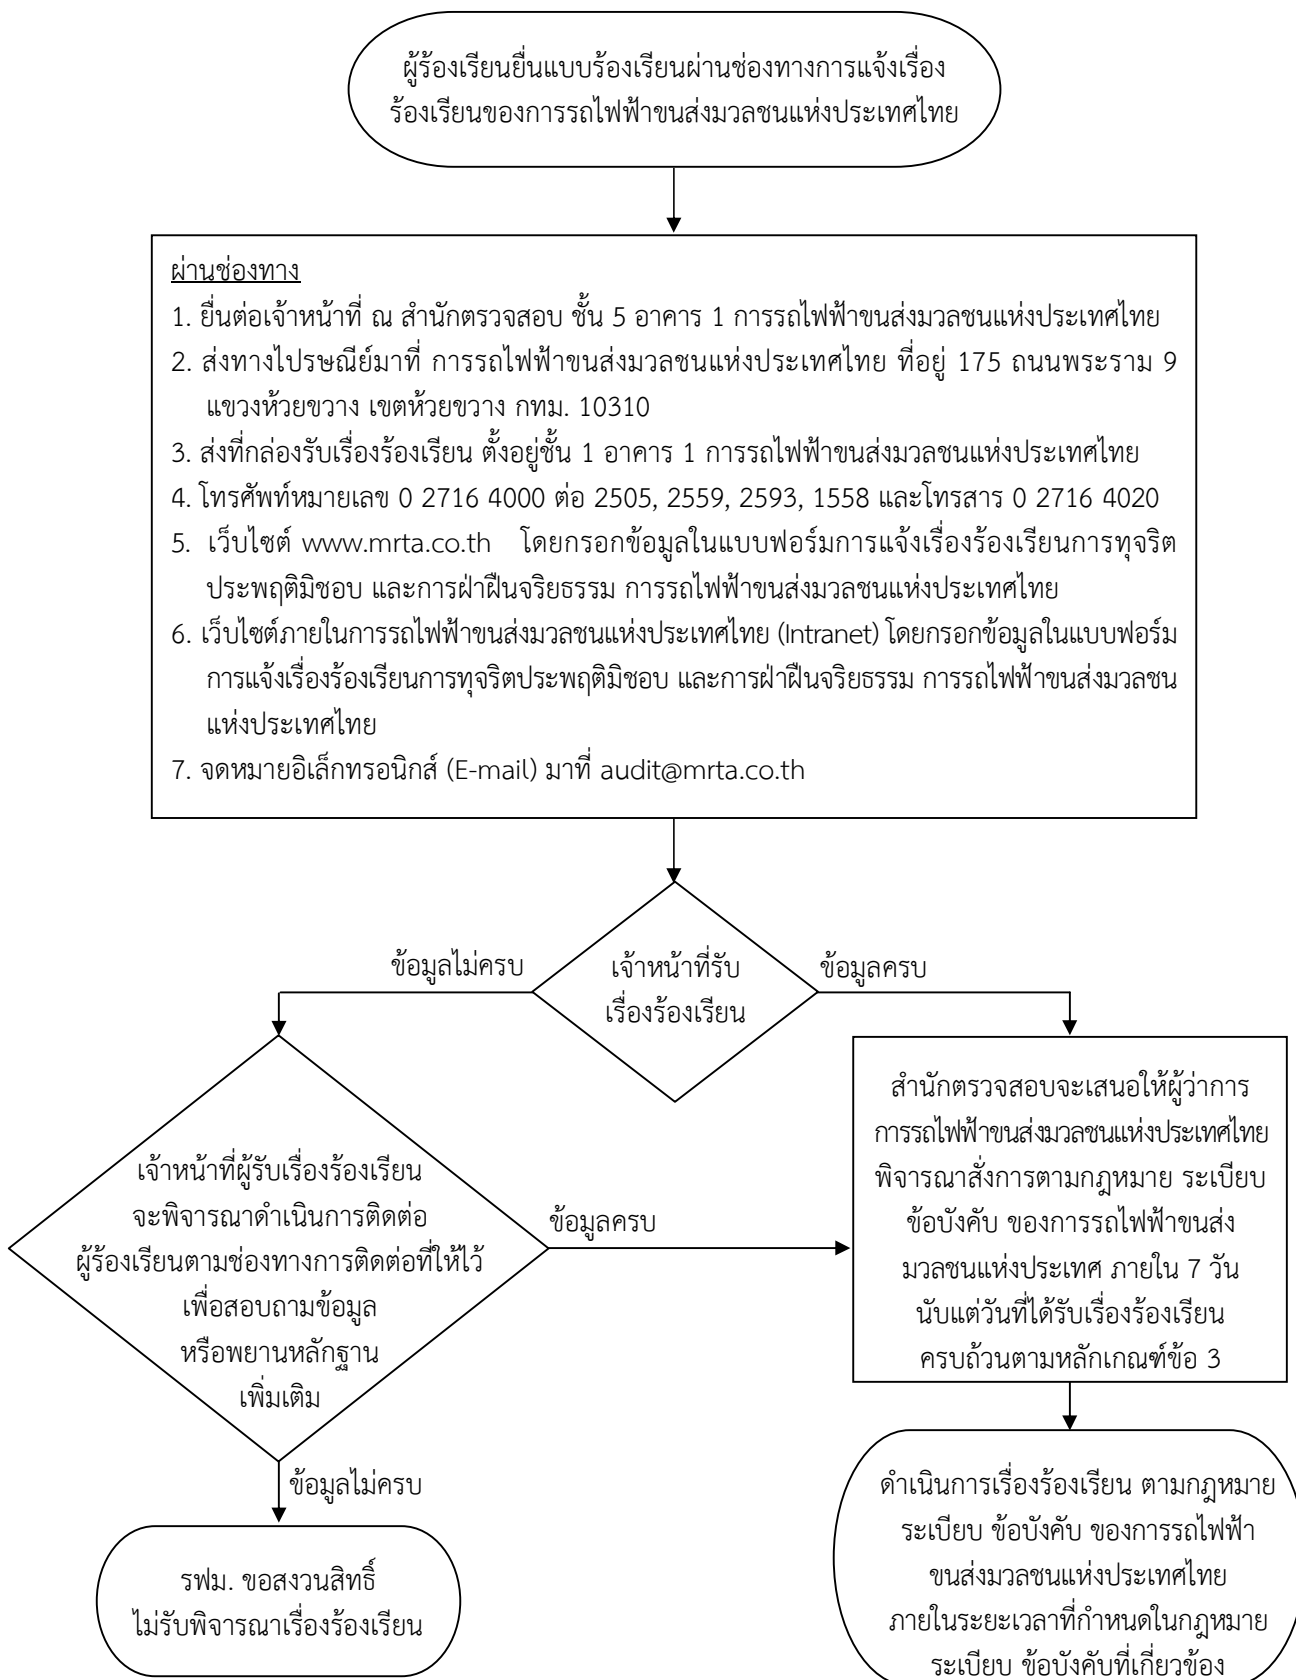 ผู้ร้องเรียนยื่นแบบร้องเรียนผ่านช่องทางการแจ้งเรื่อง
ร้องเรียนของการรถไฟฟ้าขนส่งมวลชนแห่งประเทศไทย
ผ่านช่องทาง
1. ยื่นต่อเจ้าหน้าที่ ณ สำนักตรวจสอบ ชั้น 5 อาคาร 1 การรถไฟฟ้าขนส่งมวลชนแห่งประเทศไทย
2. ส่งทางไปรษณีย์มาที่ การรถไฟฟ้าขนส่งมวลชนแห่งประเทศไทย ที่อยู่ 175 ถนนพระราม 9
แขวงห้วยขวาง เขตห้วยขวาง กทม. 10310
3. ส่งที่กล่องรับเรื่องร้องเรียน ตั้งอยู่ชั้น 1 อาคาร 1 การรถไฟฟ้าขนส่งมวลชนแห่งประเทศไทย
4. โทรศัพท์หมายเลข 0 2716 4000 ต่อ 2505, 2559, 2593, 1558 และโทรสาร 0 2716 4020
5. เว็บไซต์ www.mrta.co.th โดยกรอกข้อมูลในแบบฟอร์มการแจ้งเรื่องร้องเรียนการทุจริต
ประพฤติมิชอบ และการฝ่าฝืนจริยธรรม การรถไฟฟ้าขนส่งมวลชนแห่งประเทศไทย
6. เว็บไซต์ภายในการรถไฟฟ้าขนส่งมวลชนแห่งประเทศไทย (Intranet) โดยกรอกข้อมูลในแบบฟอร์ม
การแจ้งเรื่องร้องเรียนการทุจริตประพฤติมิชอบ และการฝ่าฝืนจริยธรรม การรถไฟฟ้าขนส่งมวลชน
แห่งประเทศไทย
7. จดหมายอิเล็กทรอนิกส์ (E-mail) มาที่ audit@mrta.co.th
ข้อมูลไม่ครบ
เจ้าหน้าที่รับ
เรื่องร้องเรียน
ข้อมูลครบ
เจ้าหน้าที่ผู้รับเรื่องร้องเรียน
จะพิจารณาดำเนินการติดต่อ
ผู้ร้องเรียนตามช่องทางการติดต่อที่ให้ไว้
เพื่อสอบถามข้อมูล
หรือพยานหลักฐาน
เพิ่มเติม
ข้อมูลครบ
สำนักตรวจสอบจะเสนอให้ผู้ว่าการ
การรถไฟฟ้าขนส่งมวลชนแห่งประเทศไทย
พิจารณาสั่งการตามกฎหมาย ระเบียบ
ข้อบังคับ ของการรถไฟฟ้าขนส่ง
มวลชนแห่งประเทศ ภายใน 7 วัน
นับแต่วันที่ได้รับเรื่องร้องเรียน
ครบถ้วนตามหลักเกณฑ์ข้อ 3
ข้อมูลไม่ครบ
รฟม. ขอสงวนสิทธิ์
ไม่รับพิจารณาเรื่องร้องเรียน
ดำเนินการเรื่องร้องเรียน ตามกฎหมาย
ระเบียบ ข้อบังคับ ของการรถไฟฟ้า
ขนส่งมวลชนแห่งประเทศไทย
ภายในระยะเวลาที่กำหนดในกฎหมาย
ระเบียบ ข้อบังคับที่เกี่ยวข้อง